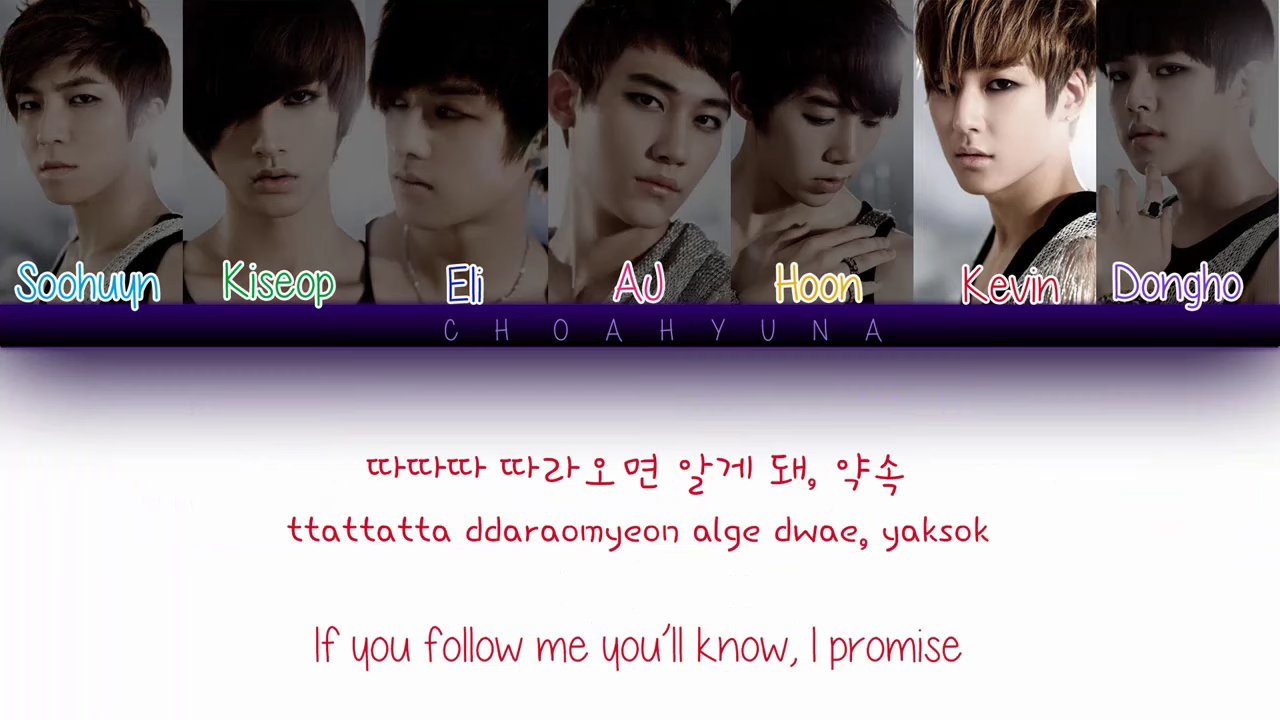 Soohuyn Kiseop Eli AJ Hoon Kevin Dongho
CHOAHYUNA
따따따 따라오면 알게 돼, 약속
ttattatta ddaraomyeon alge dwae, yaksok
If you follow me you'll know, I promise